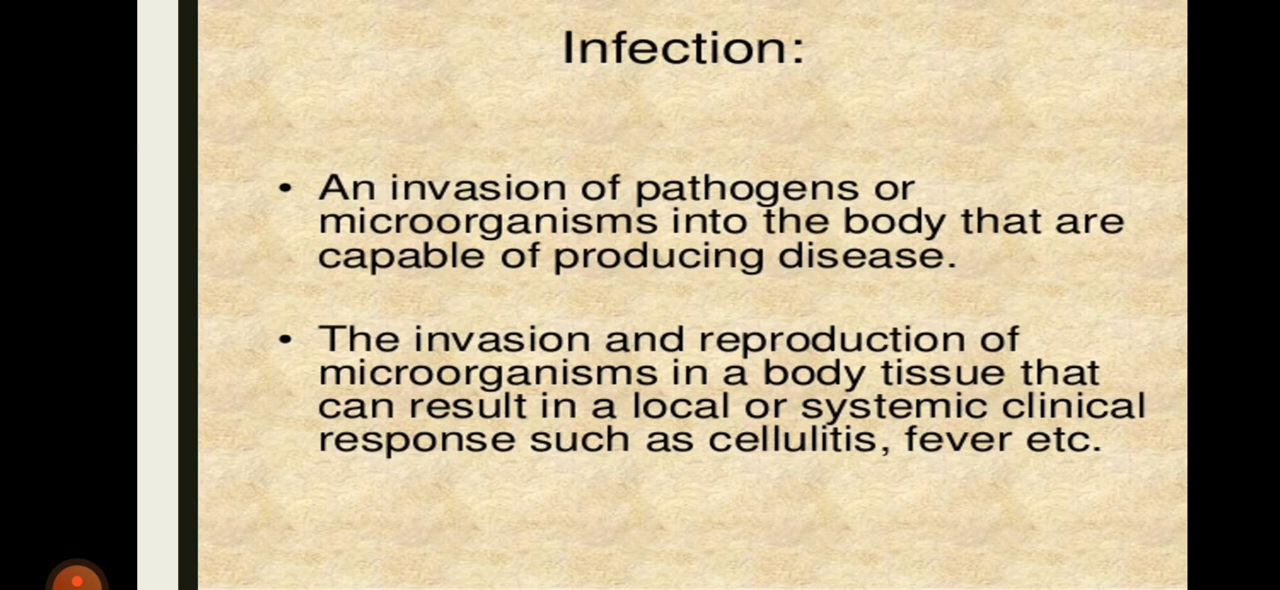 Infection:
• An invasion of pathogens or
microorganisms into the body that are
capable of producing disease.
• The invasion and reproduction of
microorganisms in a body tissue that
can result in a local or systemic clinical
response such as cellulitis, fever etc.